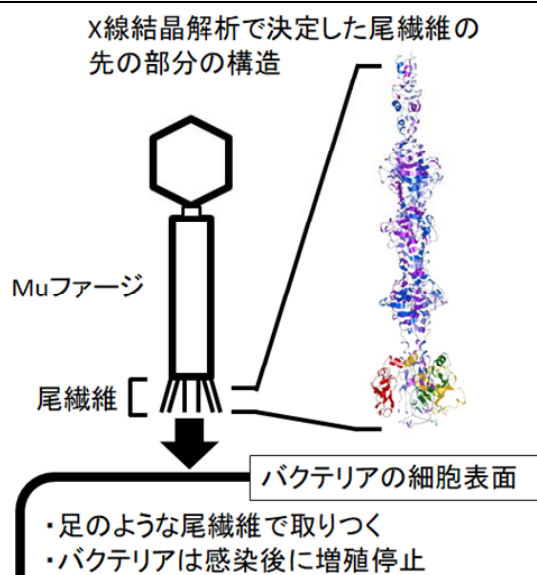 X線結晶解析で決定した尾繊維の
先の部分の構造
Muファージ
尾繊維
バクテリアの細胞表面
・足のような尾繊維で取りつく
・バクテリアは感染後に増殖停止